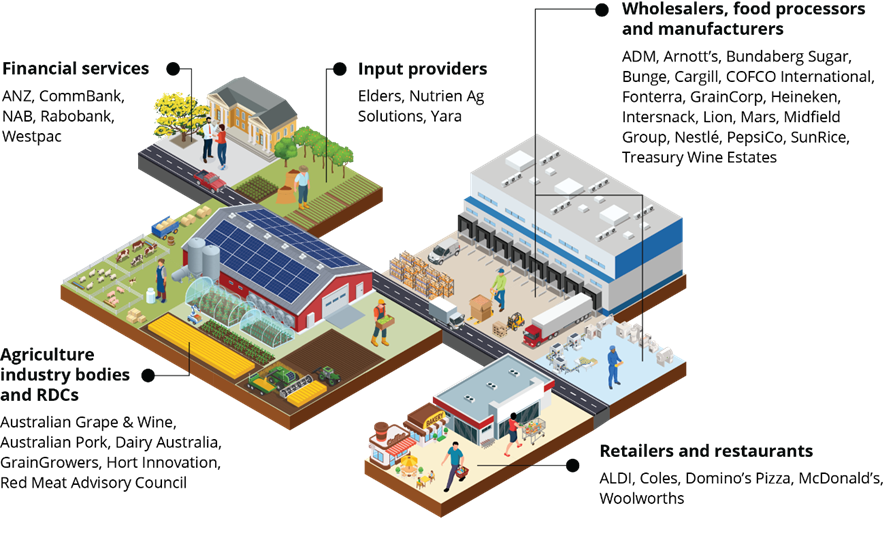 Financial services
ANZ, CommBank,
NAB, Rabobank,
Westpac
Input providers
Elders, Nutrien Ag
Solutions, Yara
Wholesalers, food processors
and manufacturers
ADM, Arnott’s, Bundaberg Sugar,
Bunge, Cargill, COFCO International,
Fonterra, GrainCorp, Heineken,
Intersnack, Lion, Mars, Midfield
Group, Nestlé, PepsiCo, SunRice,
Treasury Wine Estates
Agriculture
industry bodies
and RDCs
Australian Grape & Wine,
Australian Pork, Dairy Australia,
GrainGrowers, Hort Innovation,
Red Meat Advisory Council
BAKERY
Retailers and restaurants
ALDI, Coles, Domino’s Pizza, McDonald’s,
Woolworths